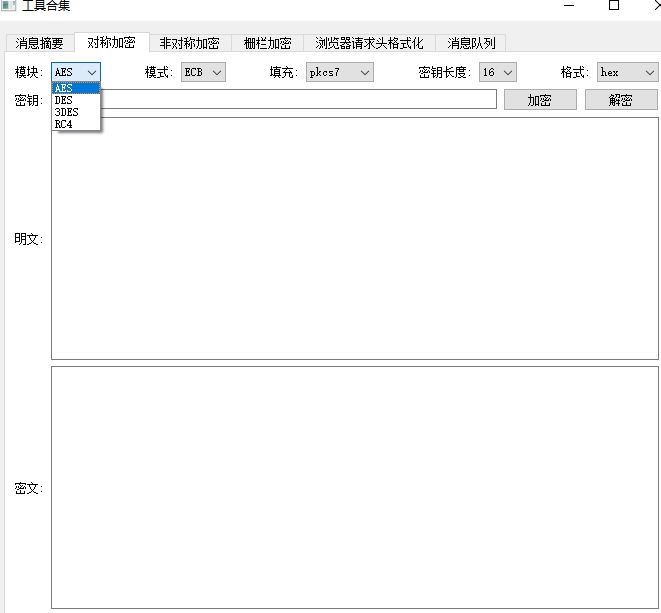 工具合集
消息摘要 对称加密 非对称加密 栅栏加密 浏览器请求头格式化 消息队列
模块: AES 模式: ECB 填充: pkcs7 密钥长度: 16 格式: hex
AES
密钥: DES 加密 解密
3DES
RC4
明文:
密文: